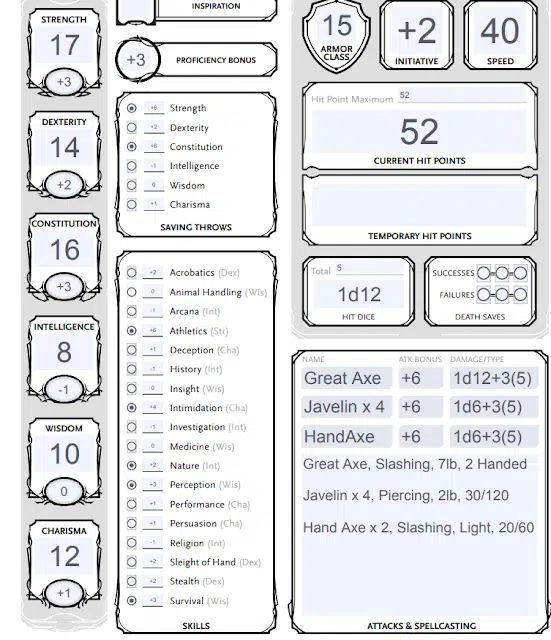 INSPIRATION
STRENGTH
17
+3
DEXTERITY
14
+2
CONSTITUTION
16
+3
INTELLIGENCE
8
-1
WISDOM
10
0
CHARISMA
12
+1
+3 PROFICIENCY BONUS
+6 Strength
+2 Dexterity
+6 Constitution
-1 Intelligence
0 Wisdom
+1 Charisma
SAVING THROWS
+2 Acrobatics (Dex)
0 Animal Handling (Wis)
-1 Arcana (Int)
+6 Athletics (Str)
+1 Deception (Cha)
-1 History (Int)
0 Insight (Wis)
+4 Intimidation (Cha)
-1 Investigation (Int)
0 Medicine (Wis)
+2 Nature (Int)
+3 Perception (Wis)
+1 Performance (Cha)
+1 Persuasion (Cha)
-1 Religion (Int)
+2 Sleight of Hand (Dex)
+2 Stealth (Dex)
+3 Survival (Wis)
SKILLS
15
ARMOR
CLASS
+2
INITIATIVE
40
SPEED
Hit Point Maximum 52
52
CURRENT HIT POINTS
TEMPORARY HIT POINTS
Total 5
1d12
HIT DICE
SUCCESSES
FAILURES
DEATH SAVES
NAME ATK BONUS DAMAGE/TYPE
Great Axe +6 1d12+3(5)
Javelin x 4 +6 1d6+3(5)
HandAxe +6 1d6+3(5)
Great Axe, Slashing, 7lb, 2 Handed
Javelin x 4, Piercing, 2lb, 30/120
Hand Axe x 2, Slashing, Light, 20/60
ATTACKS & SPELLCASTING